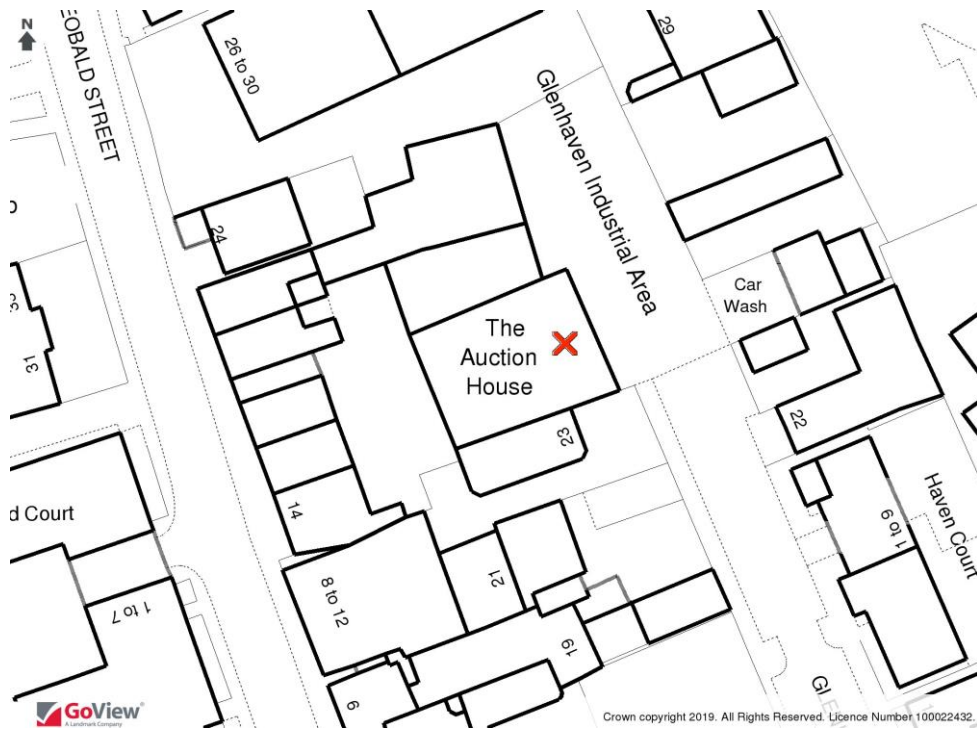 N
EOBALD STREET
26 to 30
29
Glenhaven Industrial Area
24
Car
Wash
31
The
Auction
House
22
23
14
d Court
Haven Court
1 to 9
8 to 12
21
1 to 7
19
6
GoView®
A Landmark Company
Crown copyright 2019. All Rights Reserved. Licence Number 100022432.